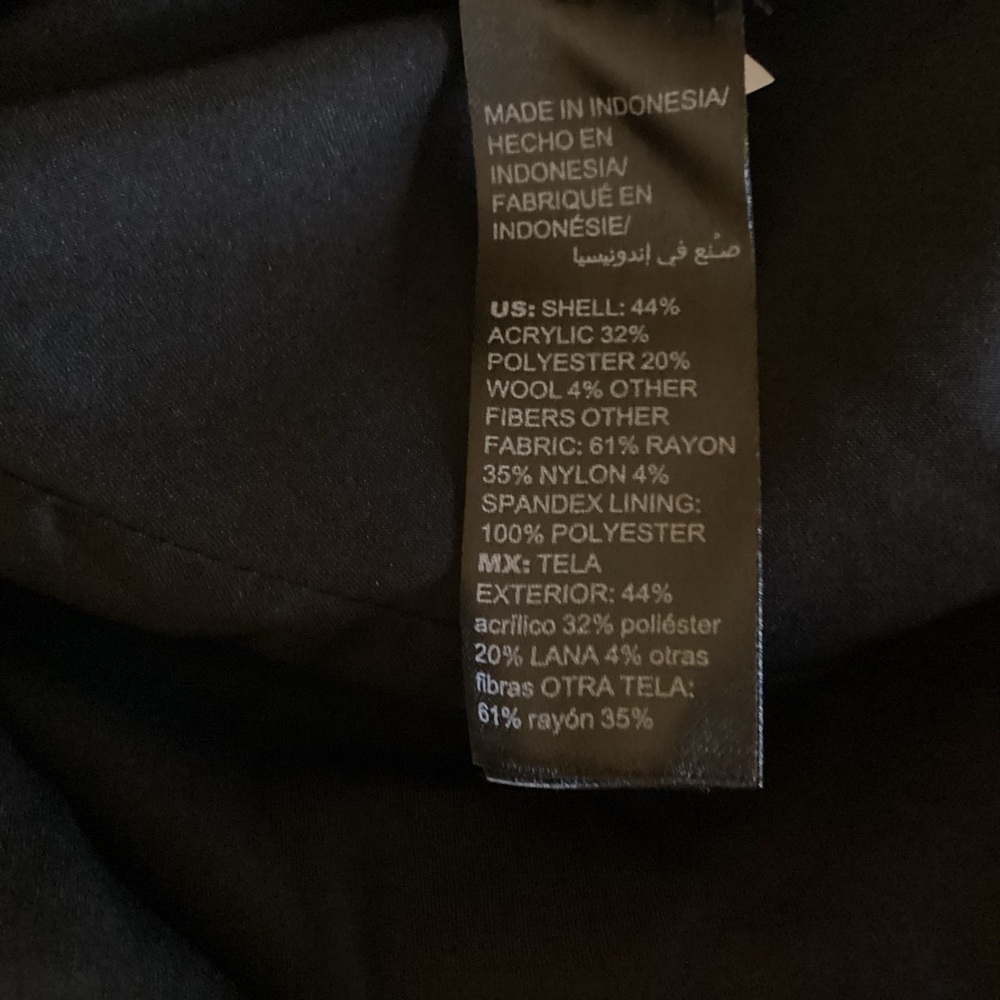 MADE IN INDONESIA/
HECHO EN
INDONESIA/
FABRIQUÉ EN
INDONÉSIE/
صُنع في إندونيسيا
US: SHELL: 44%
ACRYLIC 32%
POLYESTER 20%
WOOL 4% OTHER
FIBERS OTHER
FABRIC: 61% RAYON
35% NYLON 4%
SPANDEX LINING:
100% POLYESTER
MX: TELA
EXTERIOR: 44%
acrílico 32% poliéster
20% LANA 4% otras
fibras OTRA TELA:
61% rayón 35%